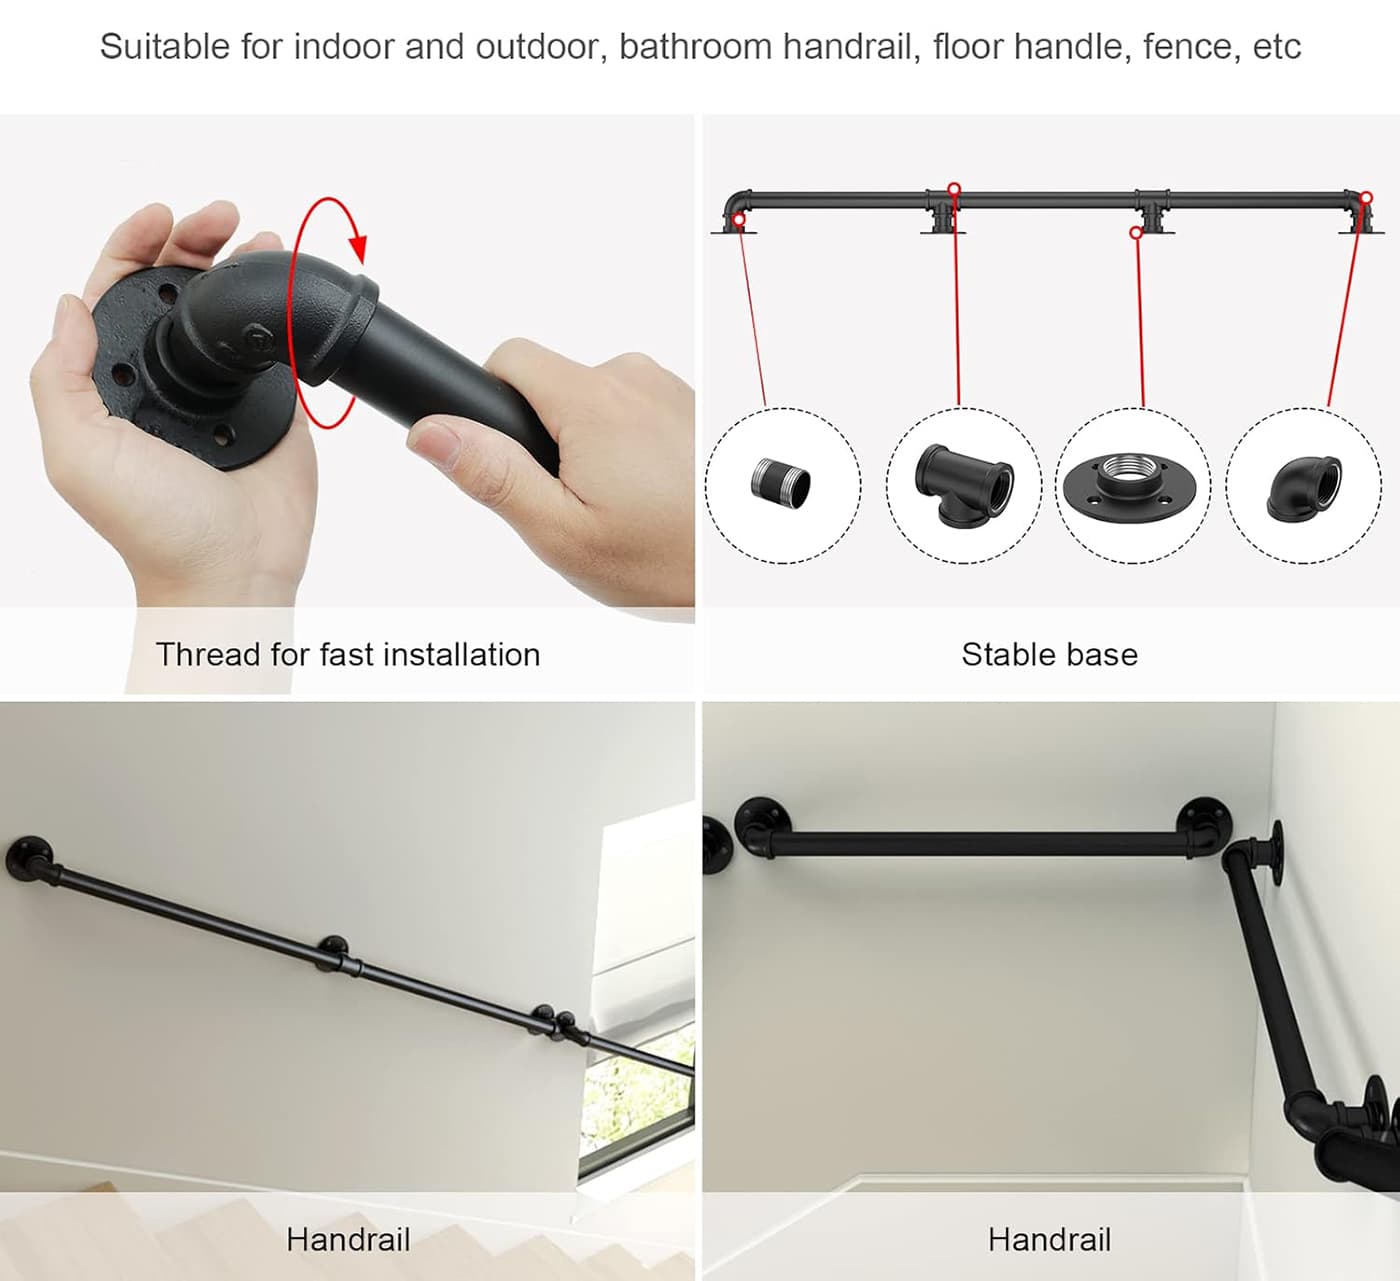 Suitable for indoor and outdoor, bathroom handrail, floor handle, fence, etc
Thread for fast installation
Stable base
Handrail
Handrail